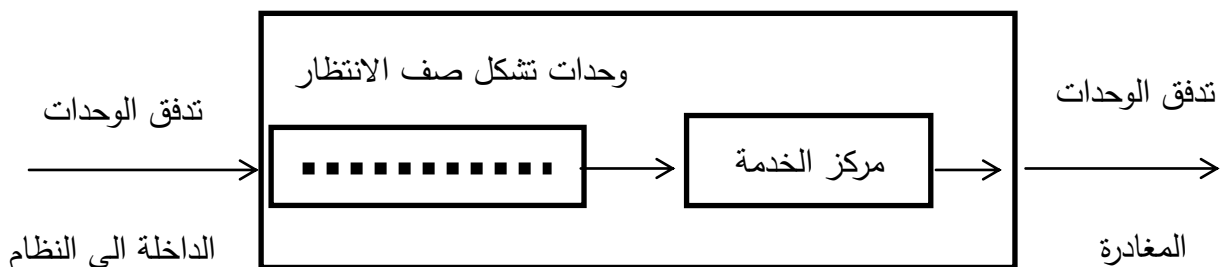 وحدات تشكل صف الانتظار
تدفق الوحدات
تدفق الوحدات
مركز الخدمة
المغادرة
الداخلة الى النظام